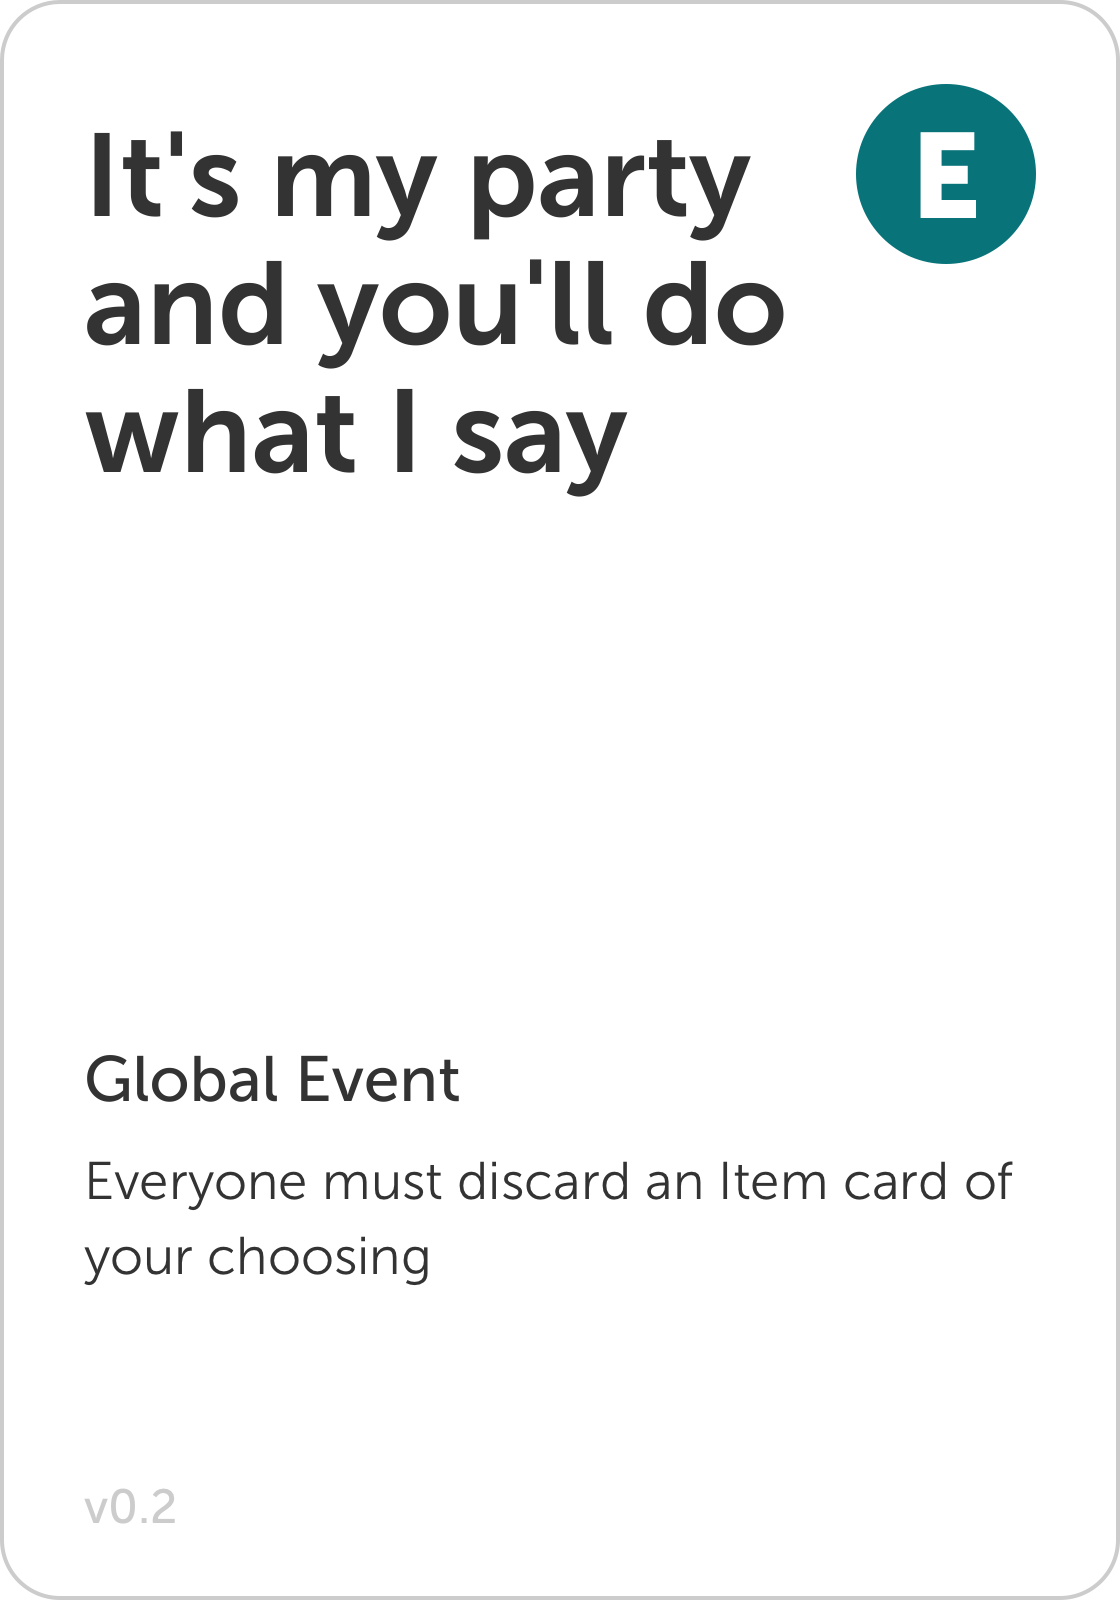 It's my party
E
and you'll do
what I say
Global Event
Everyone must discard an Item card of
your choosing
v0.2